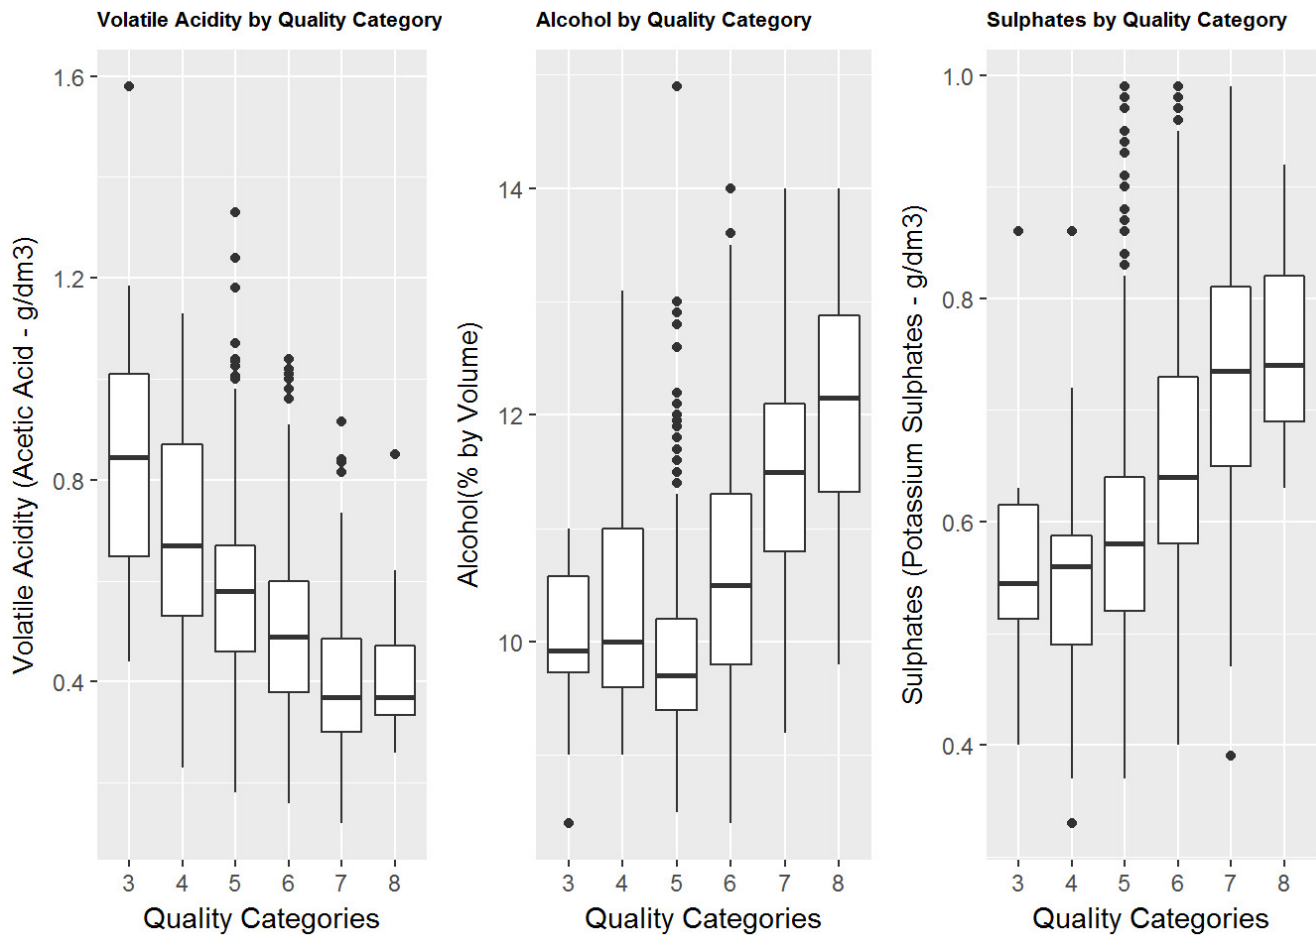 Volatile Acidity by Quality Category
Volatile Acidity (Acetic Acid - g/dm3)
1.6
1.2
0.8
0.4
3 4 5 6 7 8
Quality Categories
Alcohol by Quality Category
Alcohol(% by Volume)
14
12
10
3 4 5 6 7 8
Quality Categories
Sulphates by Quality Category
Sulphates (Potassium Sulphates - g/dm3)
1.0
0.8
0.6
0.4
3 4 5 6 7 8
Quality Categories